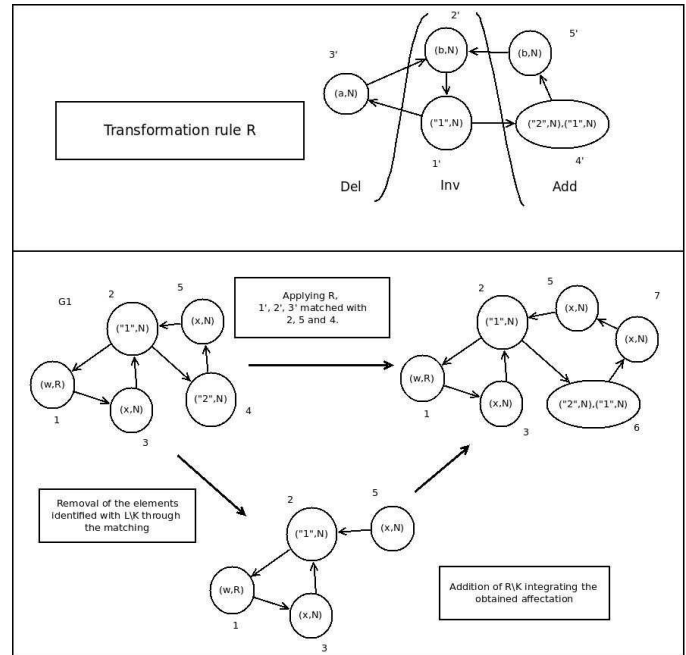 2'
5'
3'
(b,N)
(b,N)
(a,N)
Transformation rule R
("1",N)
("2",N),("1",N)
1'
4'
Del
Inv
Add
G1
2
5
("1",N)
(x,N)
(w,R)
(x,N)
("2",N)
1
3
4
Applying R,
1', 2', 3' matched with
2, 5 and 4.
2
5
7
(x,N)
("1",N)
(x,N)
(w,R)
(x,N)
("2",N),("1",N)
1
3
6
Removal of the elements
identified with L\K through
the matching
2
5
("1",N)
(x,N)
(w,R)
(x,N)
1
3
Addition of R\K integrating the
obtained affectation